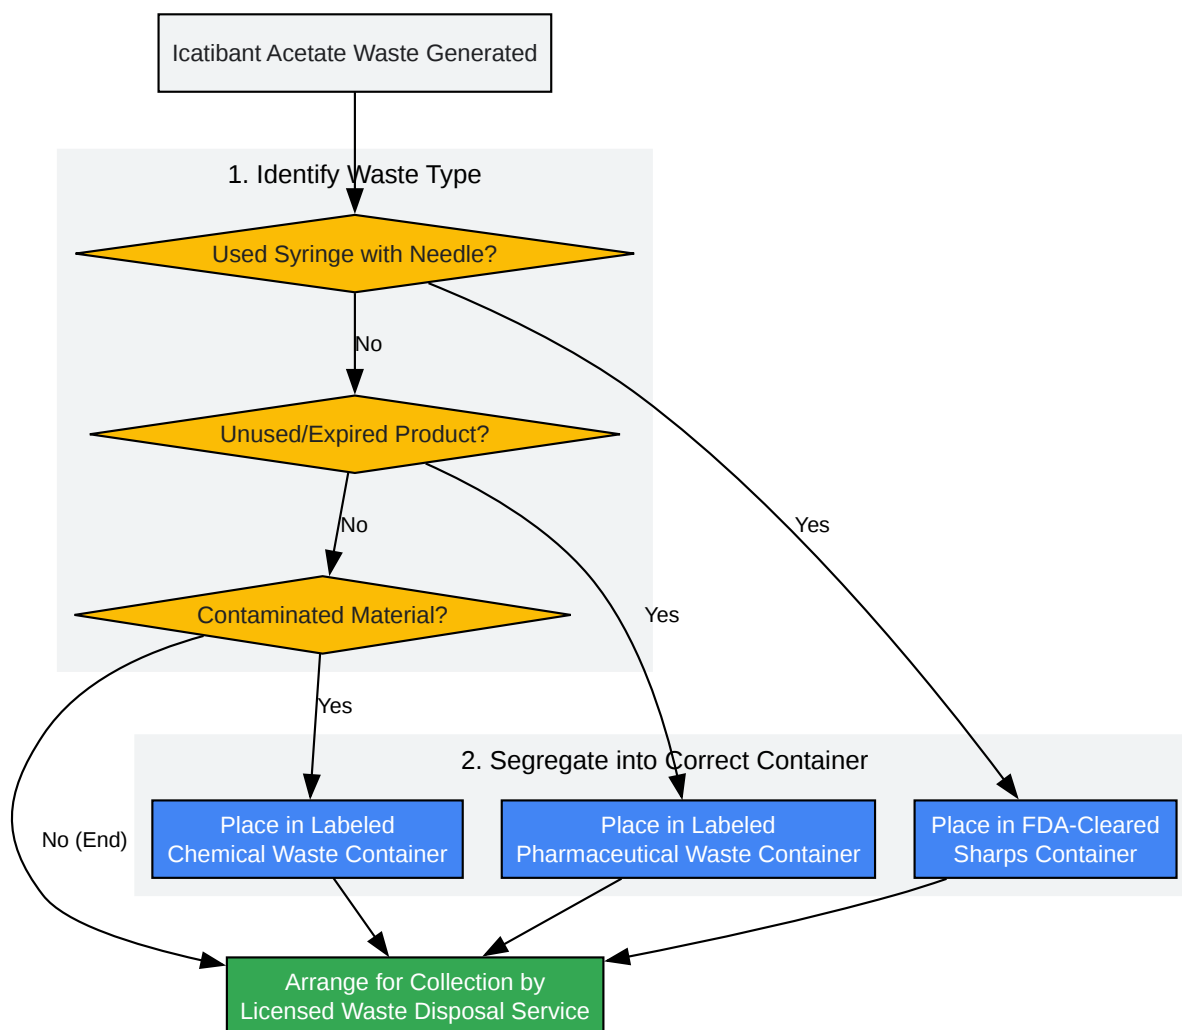 Icatibant Acetate Waste Generated
1. Identify Waste Type
Used Syringe with Needle?
No
Unused/Expired Product?
No
Yes
Contaminated Material?
Yes
Yes
2. Segregate into Correct Container
Place in Labeled
Chemical Waste Container
Place in Labeled
Pharmaceutical Waste Container
Place in FDA-Cleared
Sharps Container
No (End)
Arrange for Collection by
Licensed Waste Disposal Service